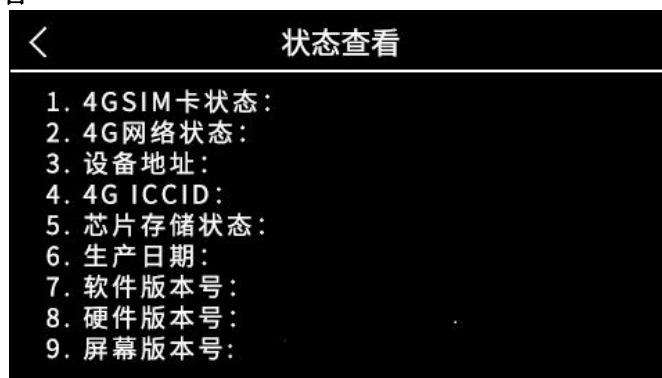 状态查看
1. 4GSIM卡状态：
2. 4G网络状态：
3. 设备地址：
4. 4G ICCID：
5. 芯片存储状态：
6. 生产日期：
7. 软件版本号：
8. 硬件版本号：
9. 屏幕版本号：